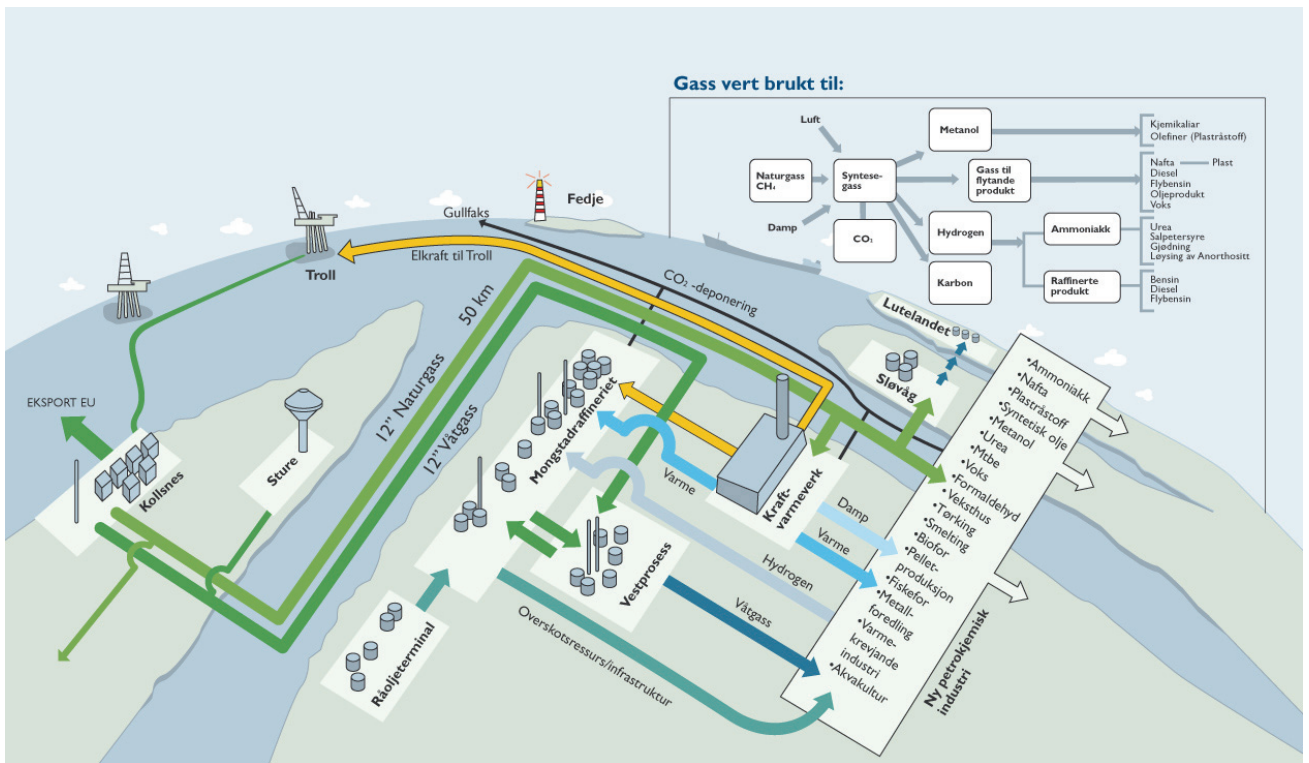 Gass vert brukt til:
Luft
Naturgass
CH₄
Damp
Syntese-
gass
CO₂
Metanol
Gass til
flytande
produkt
Hydrogen
Karbon
Ammoniakk
Raffinerte
produkt
Kjemikaliar
Olefiner (Plastråstoff)
Nafta
Plast
Diesel
Flybensin
Oljeprodukt
Voks
Urea
Salpetersyre
Gjødning
Løysing av Anorthositt
Bensin
Diesel
Flybensin
Fedje
Gullfaks
Troll
Elkraft til Troll
CO₂ -deponering
50 km
12” Naturgass
12” Våtgass
EKSPORT EU
Kollsnes
Sture
Mongstadraffineriet
Lutelandet
Sløvåg
Kraft-
varmeverk
Varme
Damp
Varme
Hydrogen
Våtgass
Vestprosess
Råoljeterminal
Overskotsressurs/infrastruktur
•Ammoniakk
•Nafta
•Plastråstoff
•Syntetisk olje
•Metanol
•Urea
•Mtbe
•Voks
•Formaldehyd
•Veksthus
•Tørking
•Smelting
•Biofor
•Pellet-
produksjon
•Fiskefor
•Metall-
foredling
•Varme-
krevjande
industri
•Akvakultur
Ny petrokjemisk
industri